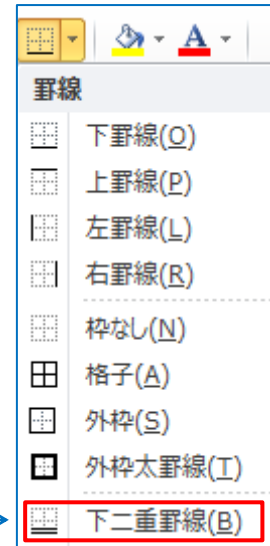 A
罫線
下罫線(O)
上罫線(P)
左罫線(L)
右罫線(R)
枠なし(N)
格子(A)
外枠(S)
外枠太罫線(T)
下二重罫線(B)